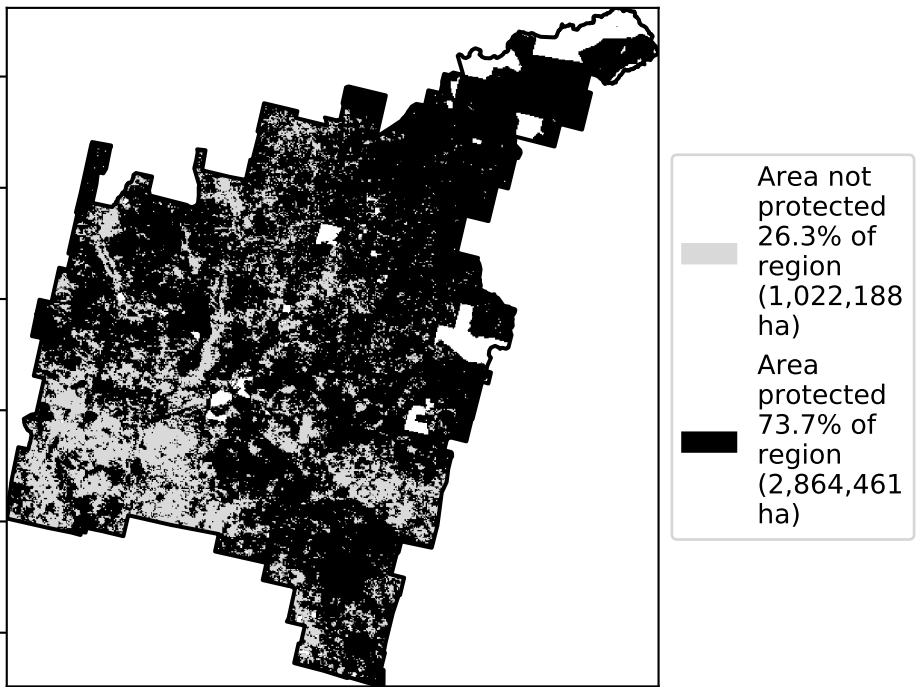 Area not
protected
26.3% of
region
(1,022,188
ha)
Area
protected
73.7% of
region
(2,864,461
ha)